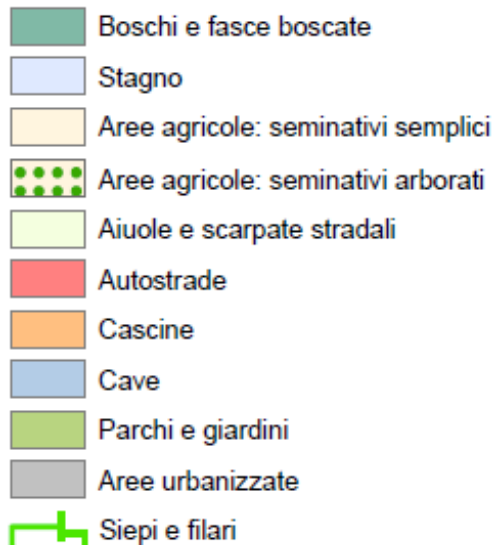 Boschi e fasce boscate
Stagno
Aree agricole: seminativi semplici
Aree agricole: seminativi arborati
Aiuole e scarpate stradali
Autostrade
Cascine
Cave
Parchi e giardini
Aree urbanizzate
Siepi e filari